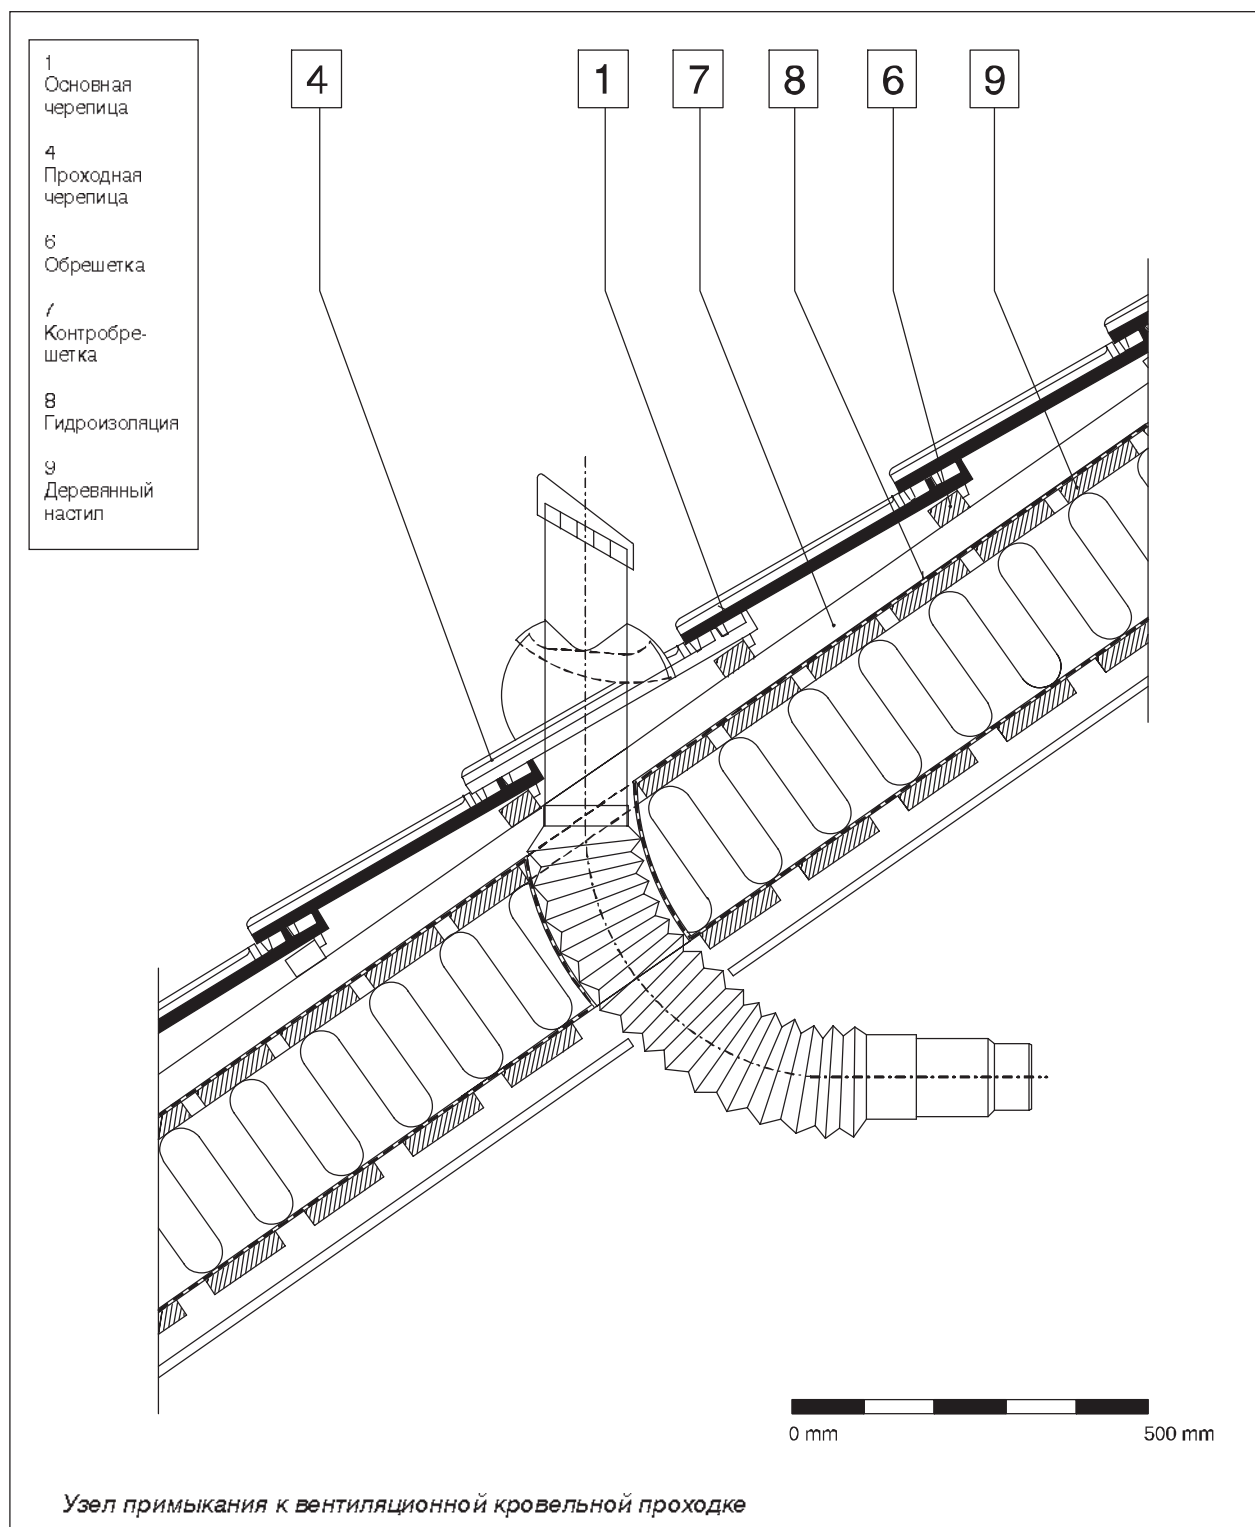 1
Основная
черепица
4
Проходная
черепица
6
Обрешетка
7
Контробре-
шетка
8
Гидроизоляция
9
Деревянный
настил
4
1
7
8
6
9
0 mm
500 mm
Узел примыкания к вентиляционной кровельной проходке